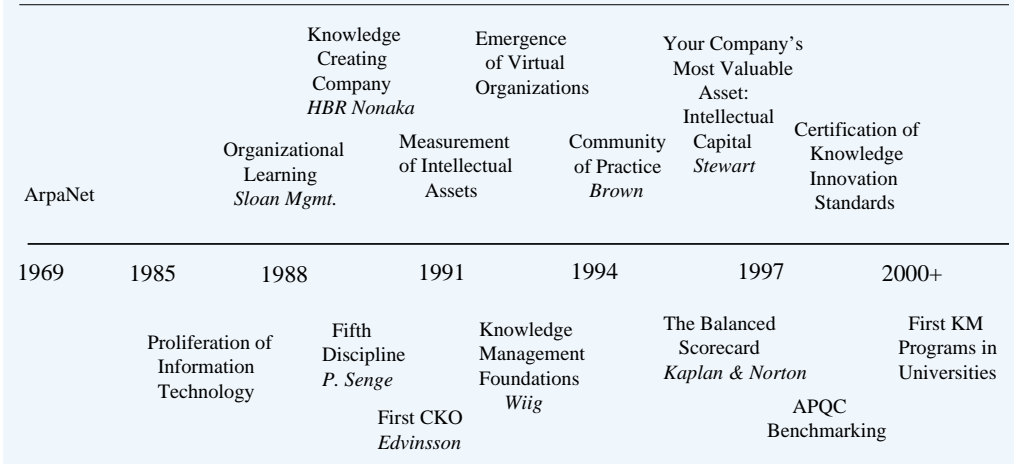 Knowledge
Creating
Company
HBR Nonaka
Emergence
of Virtual
Organizations
Your Company's
Most Valuable
Asset:
Intellectual
Capital
Stewart
Organizational
Learning
Sloan Mgmt.
Measurement
of Intellectual
Assets
Community
of Practice
Brown
Certification of
Knowledge
Innovation
Standards
ArpaNet
1969 1985 1988 1991 1994 1997 2000+
Proliferation of
Information
Technology
Fifth
Discipline
P. Senge
First CKO
Edvinsson
Knowledge
Management
Foundations
Wiig
The Balanced
Scorecard
Kaplan & Norton
APQC
Benchmarking
First KM
Programs in
Universities